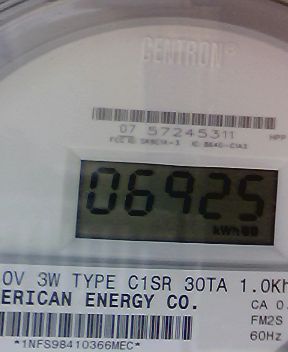 CENTRON®
07 57245311
HPP
06925
kWh
0V 3W TYPE C1SR 30TA 1.0Kh
ERICAN ENERGY CO.
CA 0.
FM2S
60Hz
*1NFS98410366MEC*